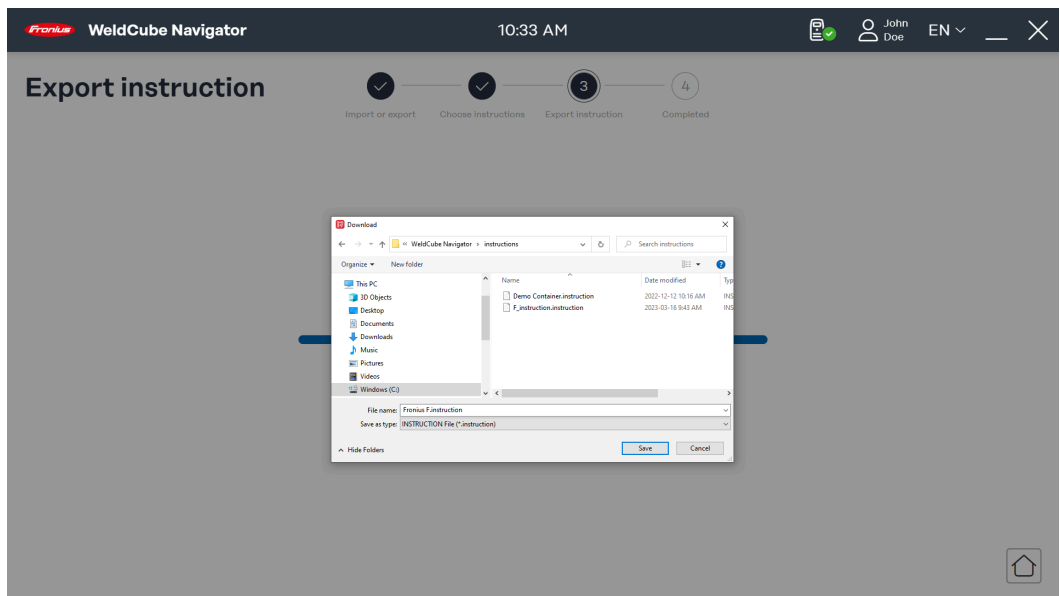 Fronius WeldCube Navigator 10:33 AM John Doe EN
Export instruction
3 4
Import or export Choose instructions Export instruction Completed
Download
« WeldCube Navigator › instructions Search instructions
Organize New folder
Name Date modified Typ
This PC
3D Objects
Desktop
Documents
Downloads
Music
Pictures
Videos
Windows (C:)
Demo Container.instruction 2022-12-12 10:16 AM INS
F_instruction.instruction 2023-03-16 9:43 AM INS
File name: Fronius F.instruction
Save as type: INSTRUCTION File (*.instruction)
Hide Folders Save Cancel